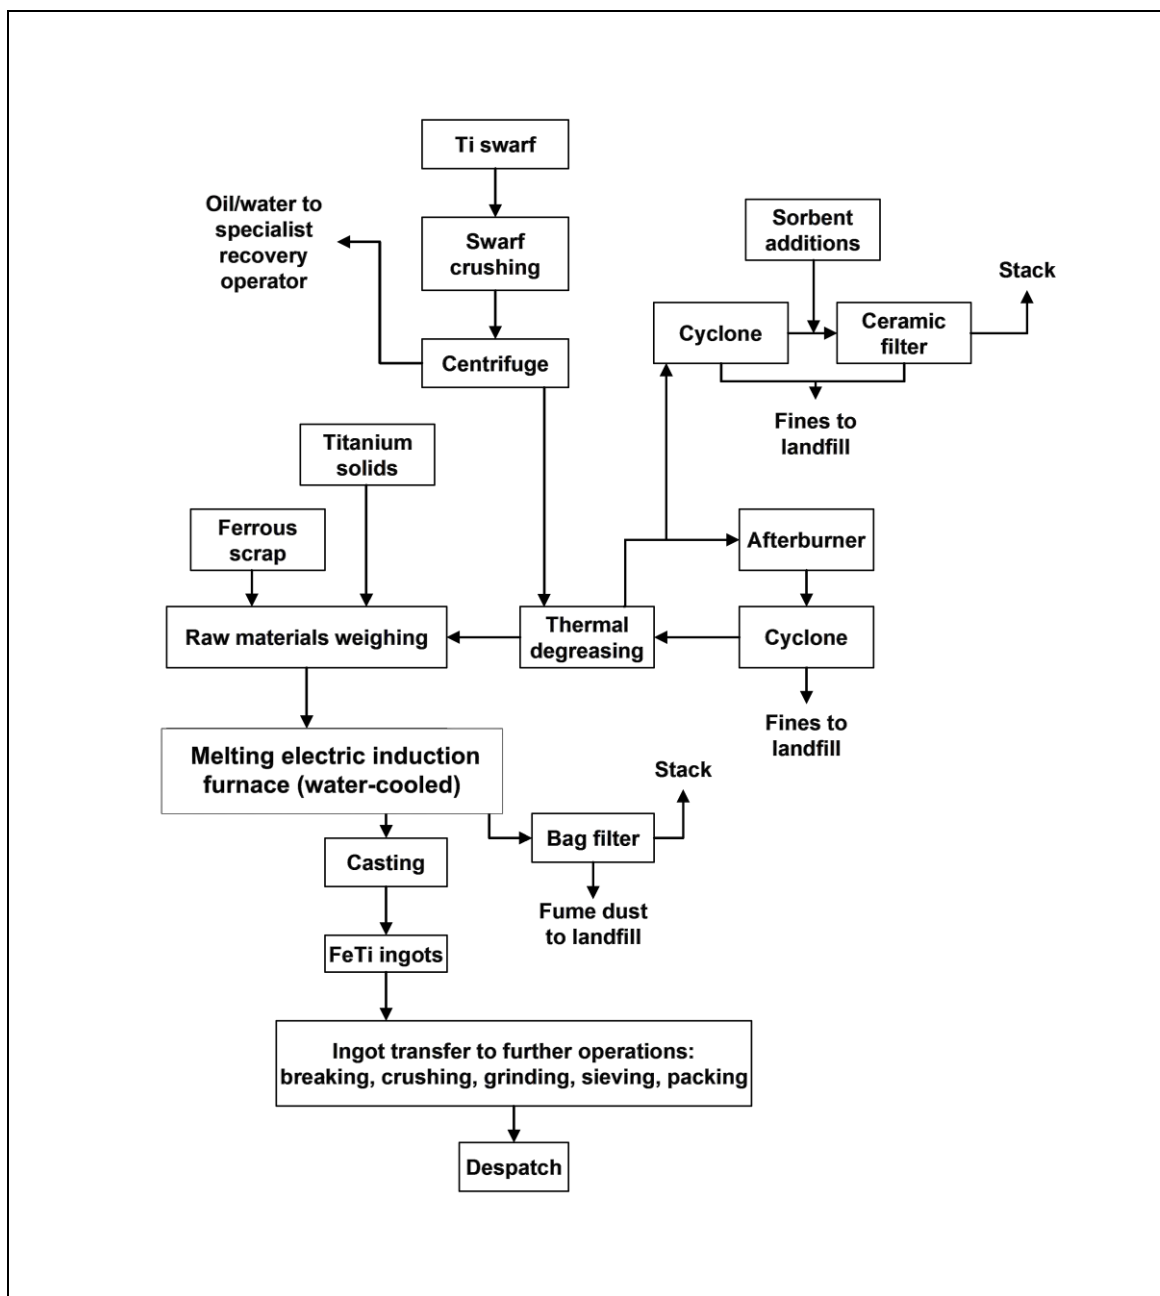 Ti swarf
Oil/water to
specialist
recovery
operator
Swarf
crushing
Sorbent
additions
Stack
Centrifuge
Cyclone
Ceramic
filter
Fines to
landfill
Titanium
solids
Ferrous
scrap
Afterburner
Raw materials weighing
Thermal
degreasing
Cyclone
Fines to
landfill
Melting electric induction
furnace (water-cooled)
Stack
Bag filter
Casting
Fume dust
to landfill
FeTi ingots
Ingot transfer to further operations:
breaking, crushing, grinding, sieving, packing
Despatch